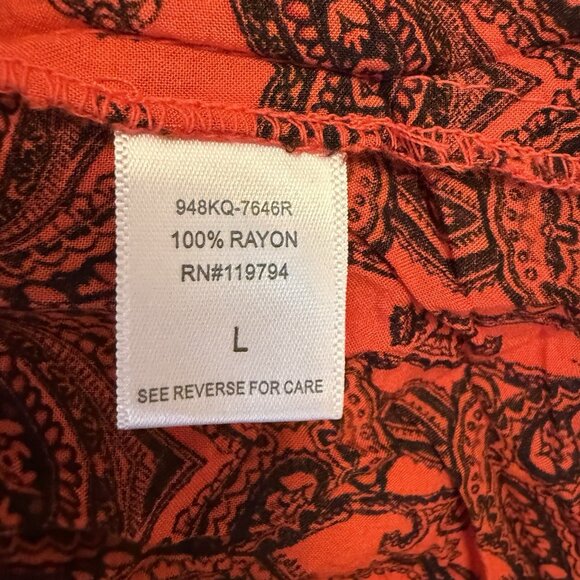 948KQ-7646R
100% RAYON
RN#119794
L
SEE REVERSE FOR CARE